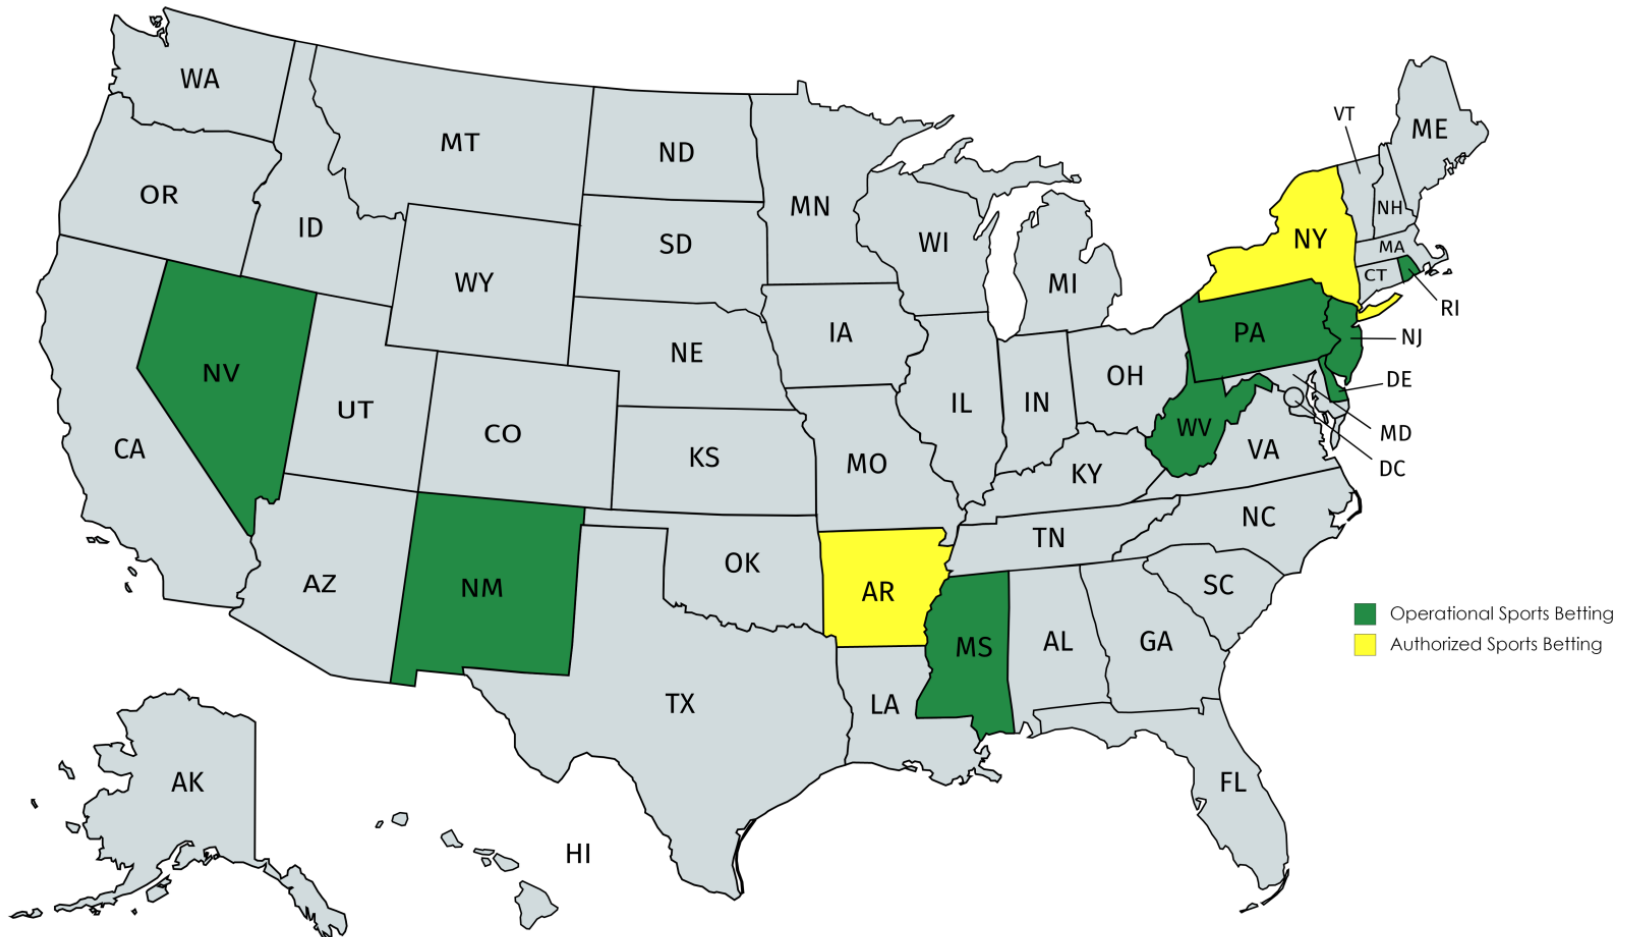 WA
MT
ND
VT
ME
OR
ID
MN
NH
SD
WI
NY
MA
WY
MI
CT
RI
IA
PA
NJ
NE
NV
OH
DE
UT
IL
IN
CO
WV
MD
CA
KS
MO
VA
DC
KY
NC
TN
OK
AZ
NM
AR
SC
MS
AL
GA
Operational Sports Betting
Authorized Sports Betting
TX
LA
AK
FL
HI